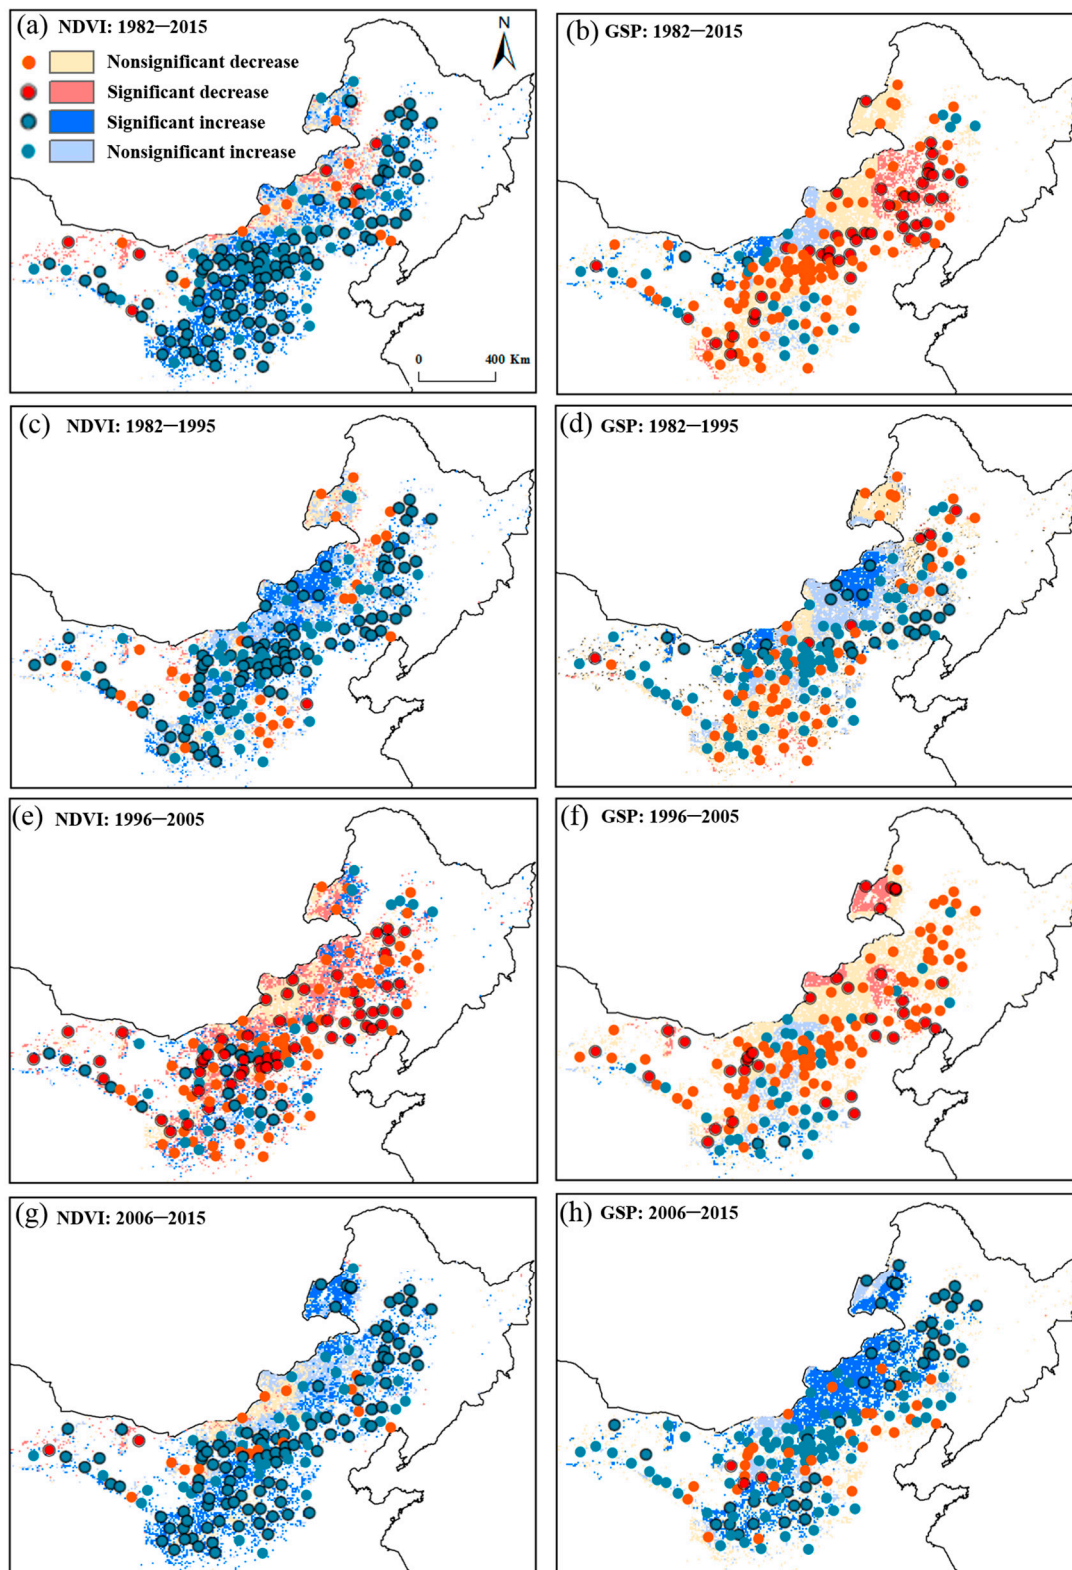 (a) NDVI: 1982—2015
N
Nonsignificant decrease
Significant decrease
Significant increase
Nonsignificant increase
0 400 Km
(b) GSP: 1982—2015
(c) NDVI: 1982—1995
(d) GSP: 1982—1995
(e) NDVI: 1996—2005
(f) GSP: 1996—2005
(g) NDVI: 2006—2015
(h) GSP: 2006—2015